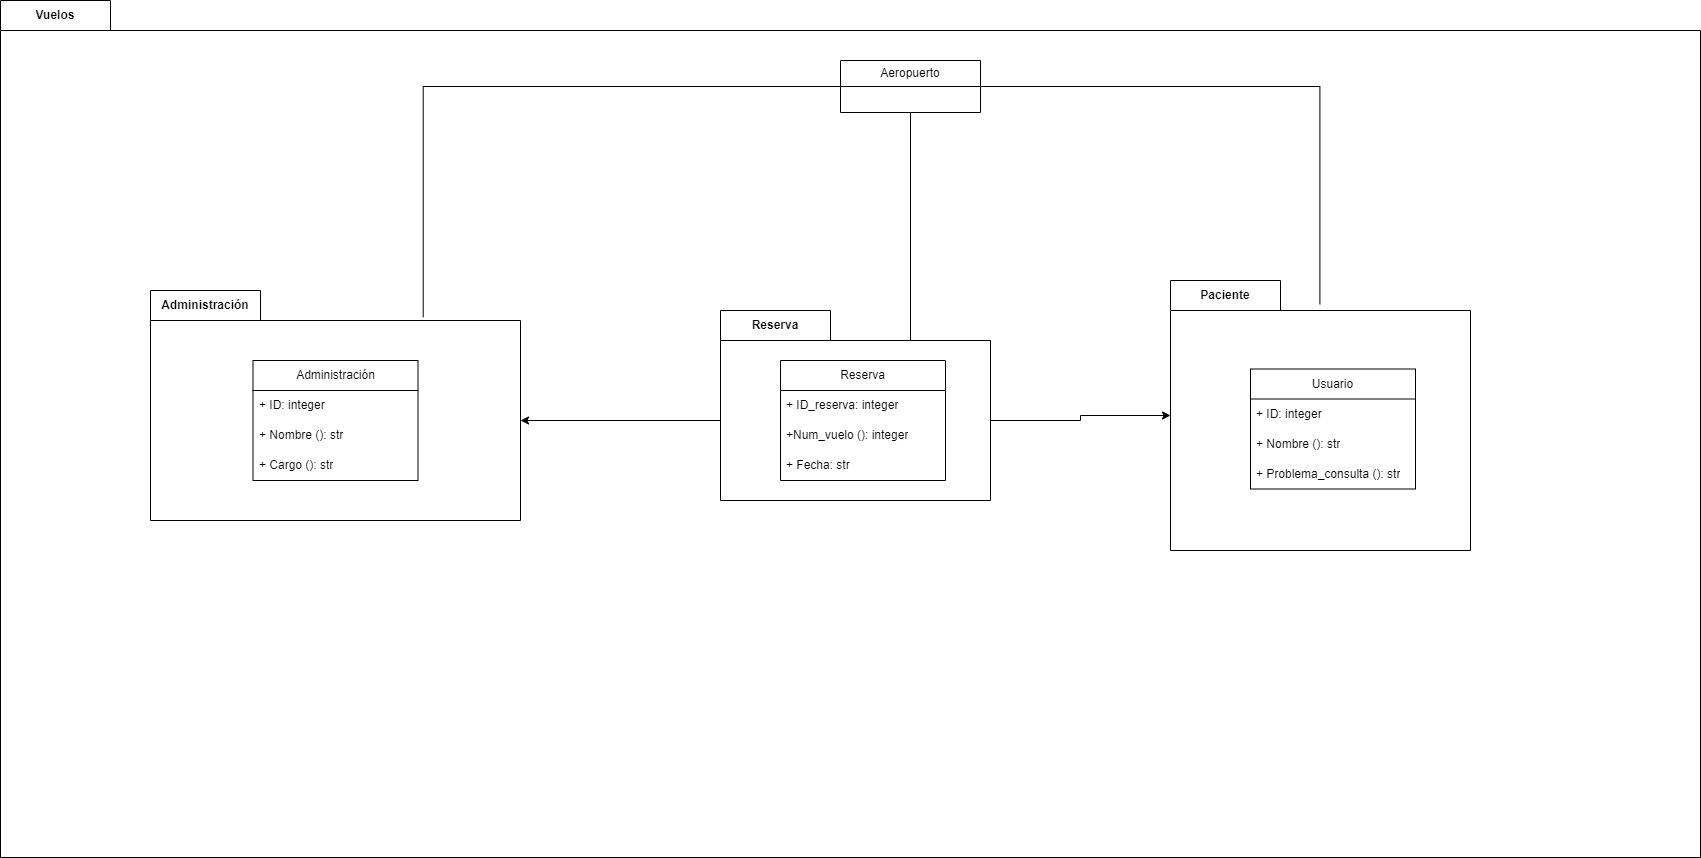 Vuelos
Aeropuerto
Administración
Administración
+ ID: integer
+ Nombre (): str
+ Cargo (): str
Reserva
Reserva
+ ID_reserva: integer
+Num_vuelo (): integer
+ Fecha: str
Paciente
Usuario
+ ID: integer
+ Nombre (): str
+ Problema_consulta (): str